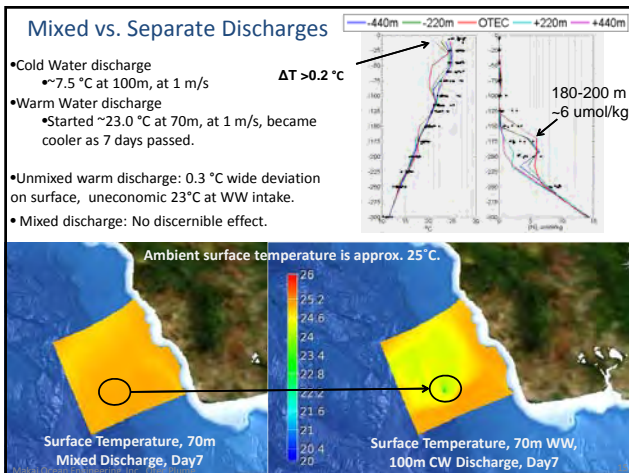 Mixed vs. Separate Discharges
•Cold Water discharge
•~7.5 °C at 100m, at 1 m/s
•Warm Water discharge
•Started ~23.0 °C at 70m, at 1 m/s, became
cooler as 7 days passed.
•Unmixed warm discharge: 0.3 °C wide deviation
on surface, uneconomic 23°C at WW intake.
• Mixed discharge: No discernible effect.
-440m -220m OTEC +220m +440m
ΔT >0.2 °C
180-200 m
~6 umol/kg
Ambient surface temperature is approx. 25°C.
26
25.2
24.6
24
23.4
22.8
22.2
21.6
21
20.4
20
Surface Temperature, 70m
Mixed Discharge, Day7
Surface Temperature, 70m WW,
100m CW Discharge, Day7